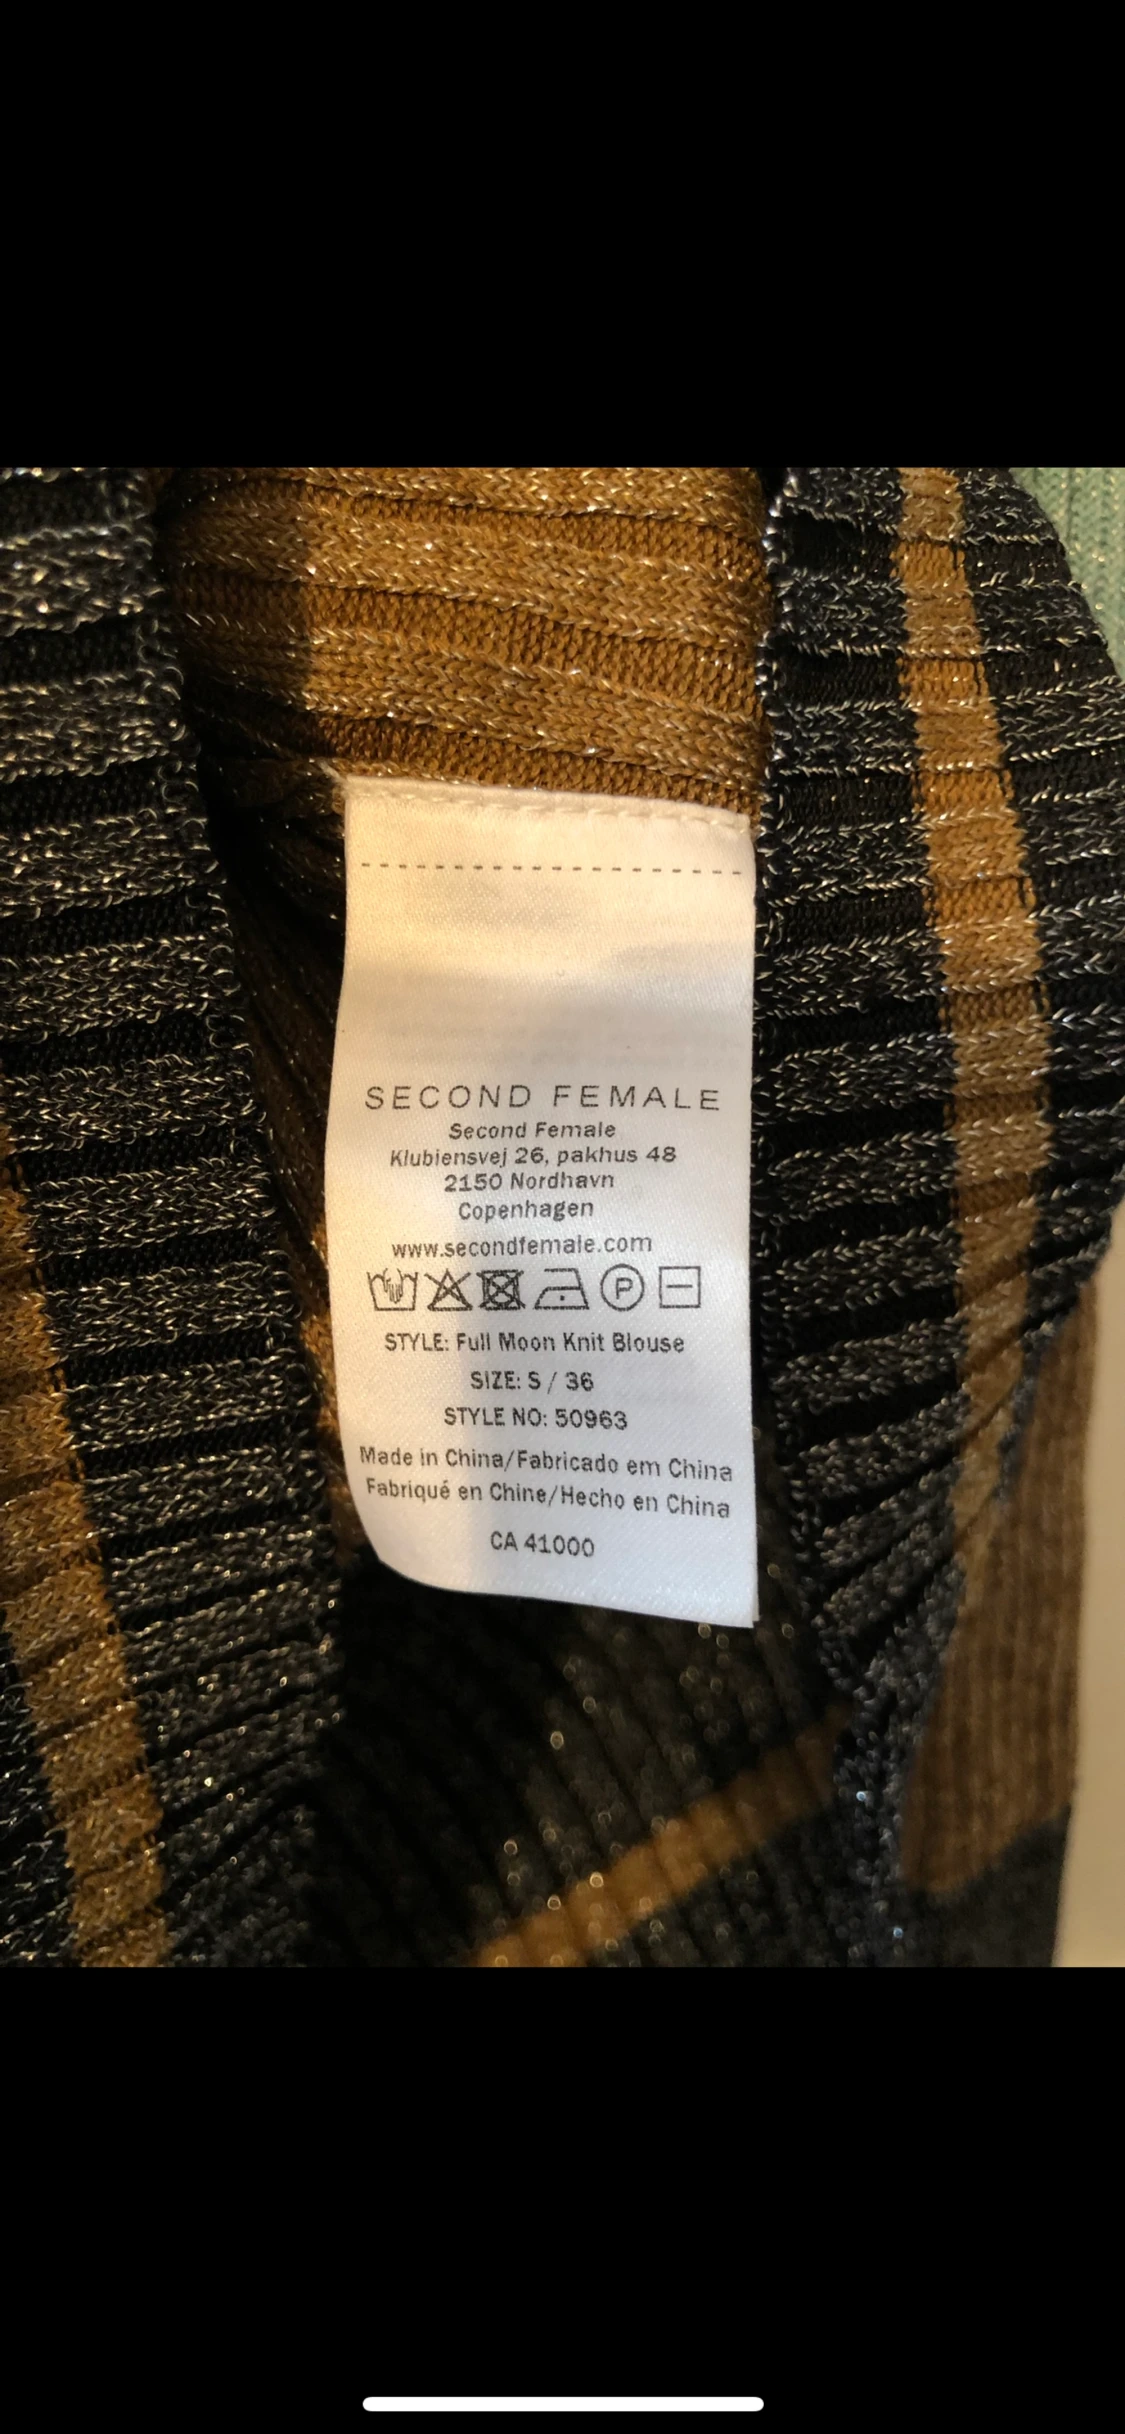 SECOND FEMALE
Second Female
Klubiensvej 26, pakhus 48
2150 Nordhavn
Copenhagen
www.secondfemale.com
P
STYLE: Full Moon Knit Blouse
SIZE: S / 36
STYLE NO: 50963
Made in China/Fabricado em China
Fabriqué en Chine/Hecho en China
CA 41000